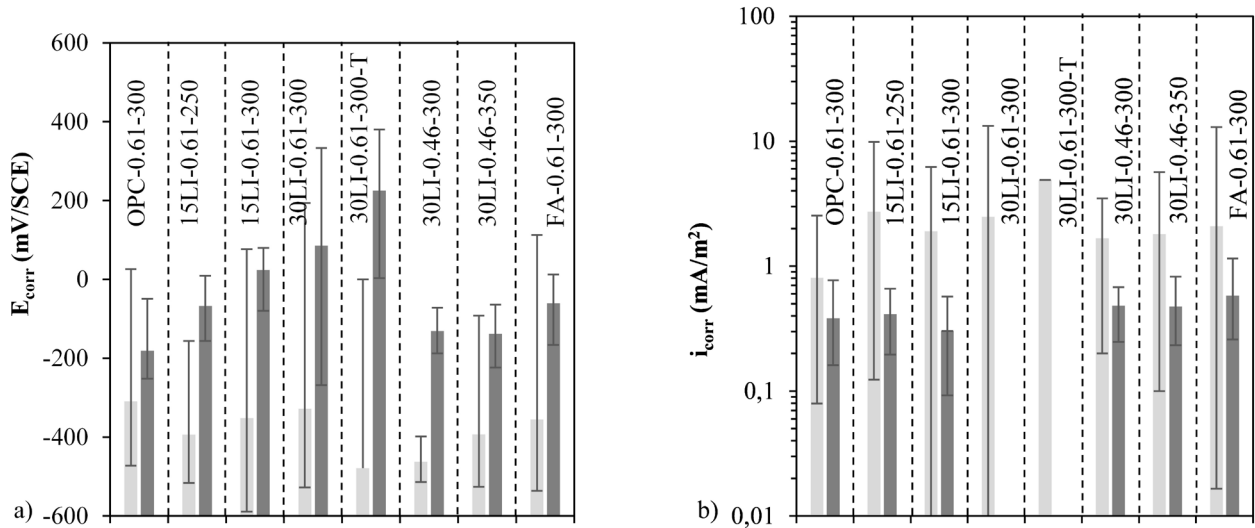 600
400
200
0
-200
-400
-600
E_corr (mV/SCE)
OPC-0.61-300
15LI-0.61-250
15LI-0.61-300
30LI-0.61-300
30LI-0.61-300-T
30LI-0.46-300
30LI-0.46-350
FA-0.61-300
a)
100
10
1
0,1
0,01
i_corr (mA/m²)
OPC-0.61-300
15LI-0.61-250
15LI-0.61-300
30LI-0.61-300
30LI-0.61-300-T
30LI-0.46-300
30LI-0.46-350
FA-0.61-300
b)